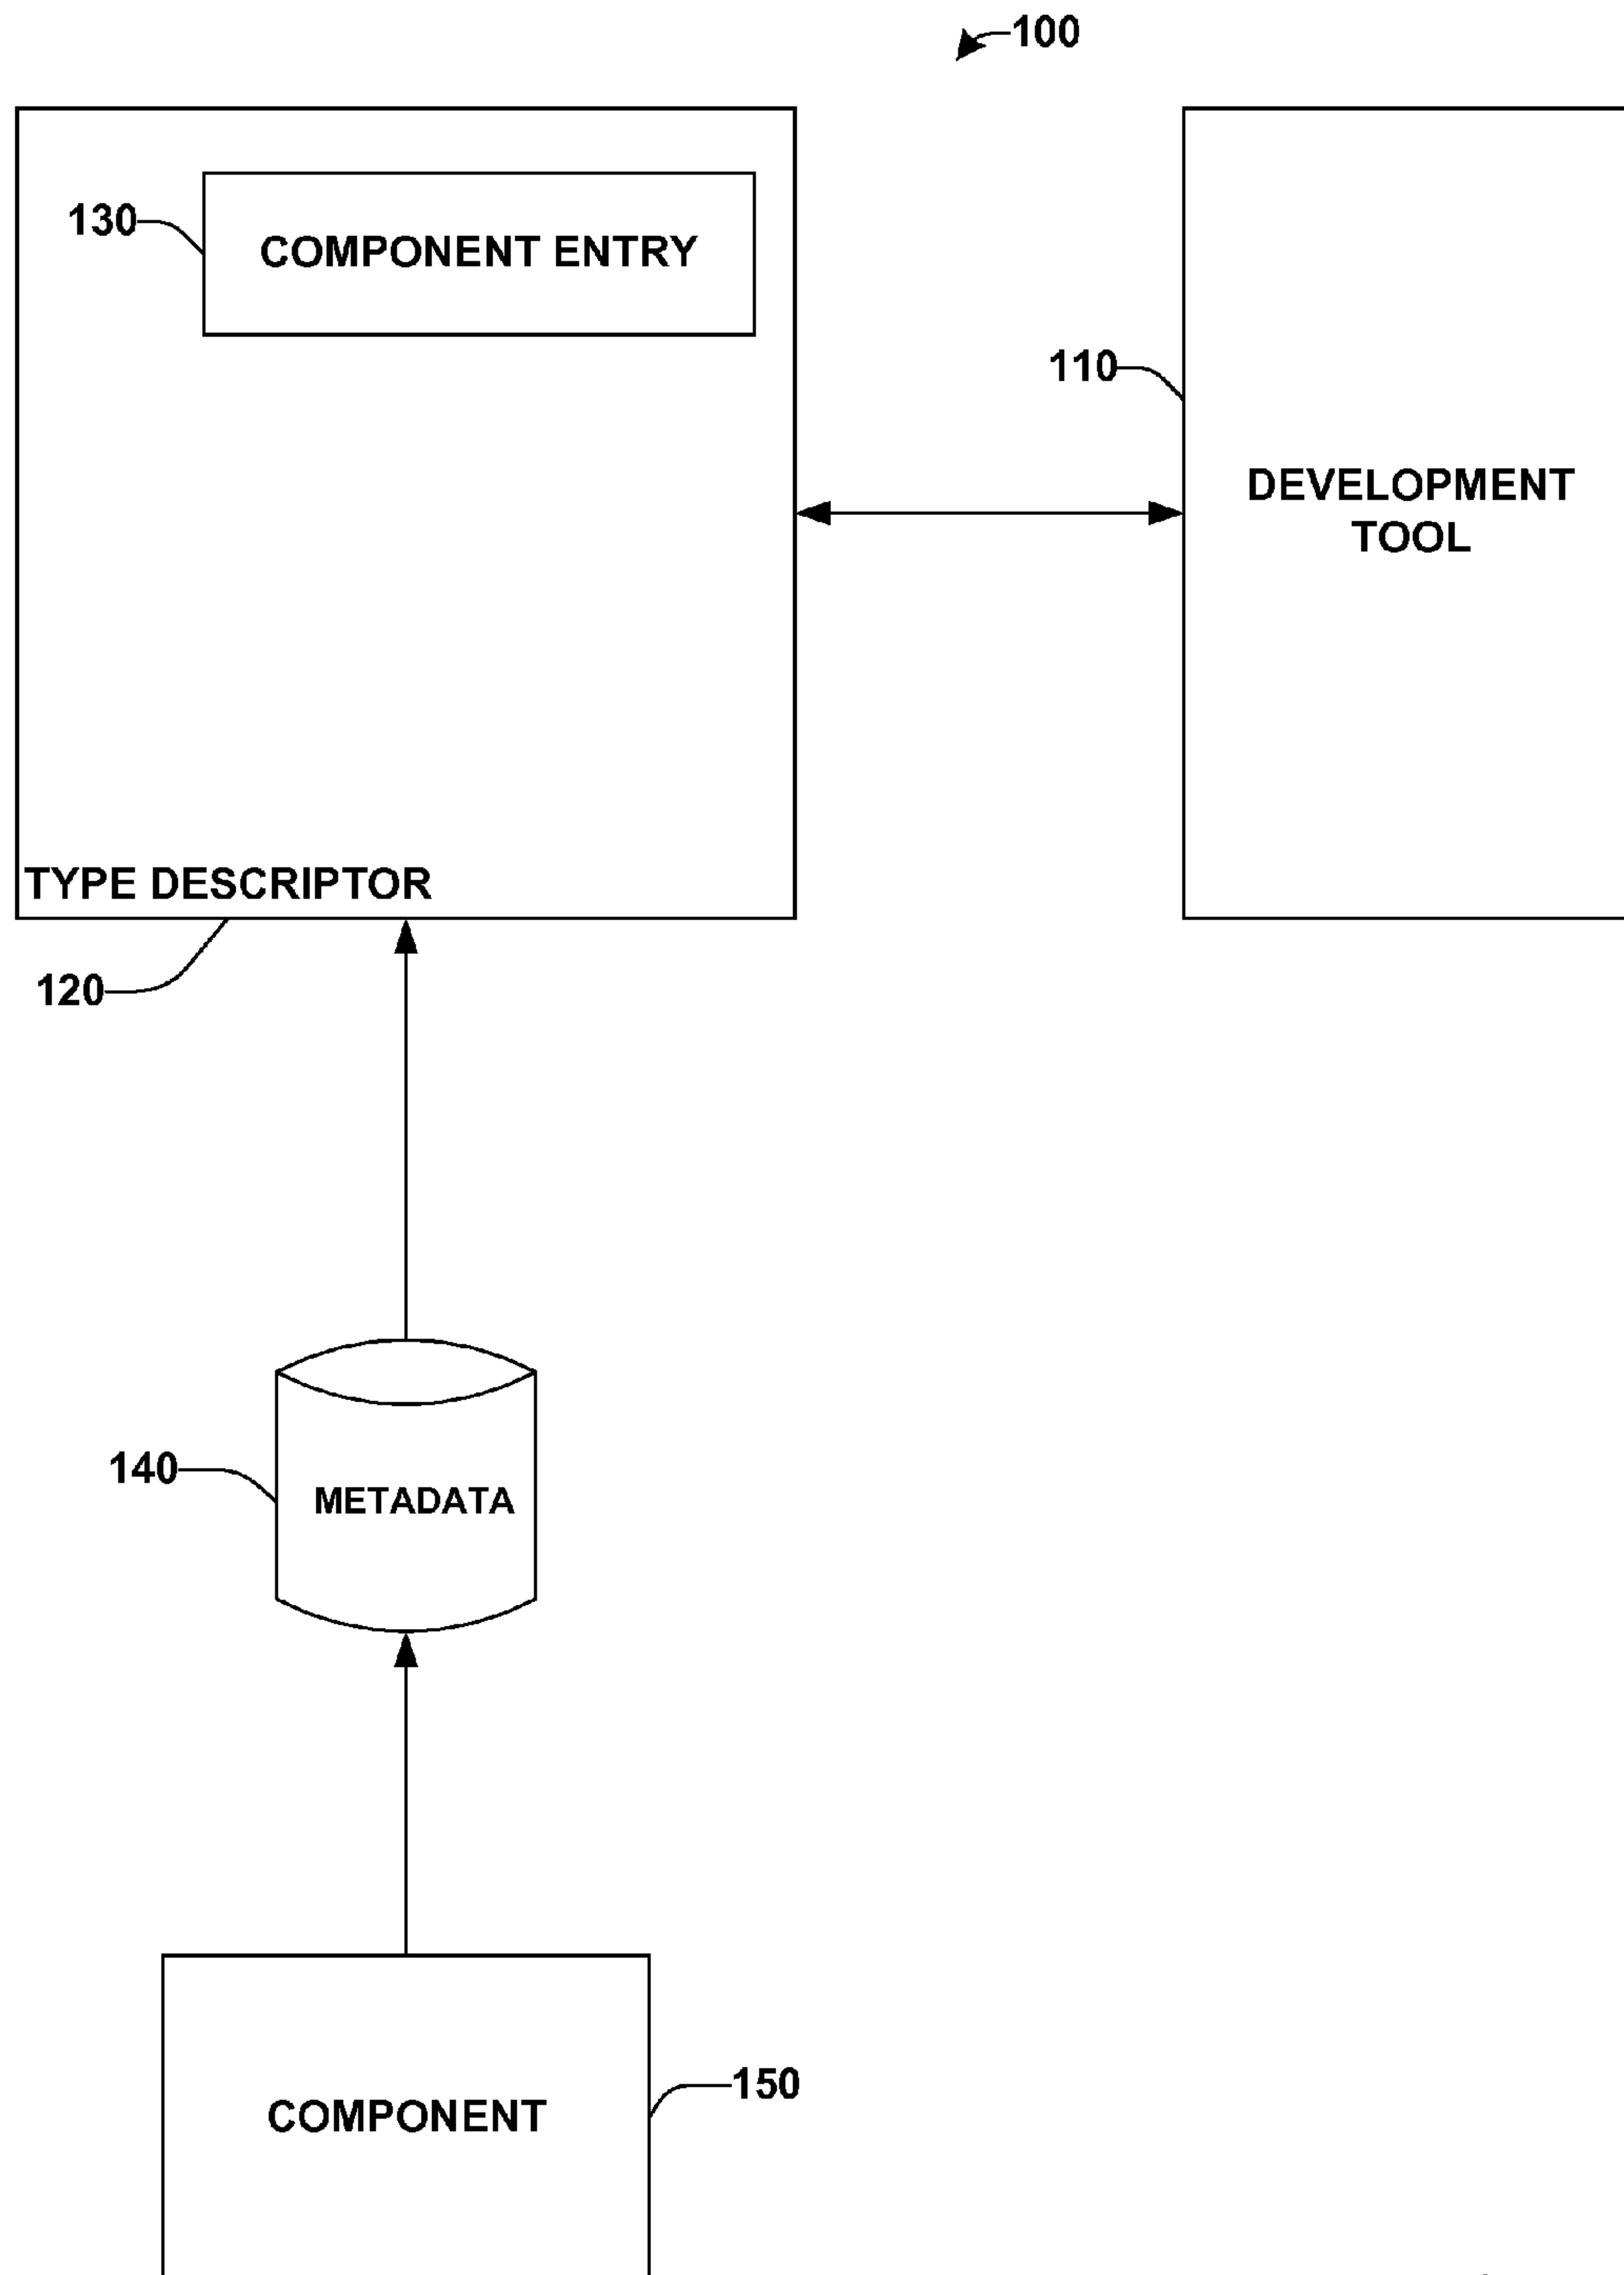 100
130
COMPONENT ENTRY
110
DEVELOPMENT
TOOL
TYPE DESCRIPTOR
120
140
METADATA
150
COMPONENT